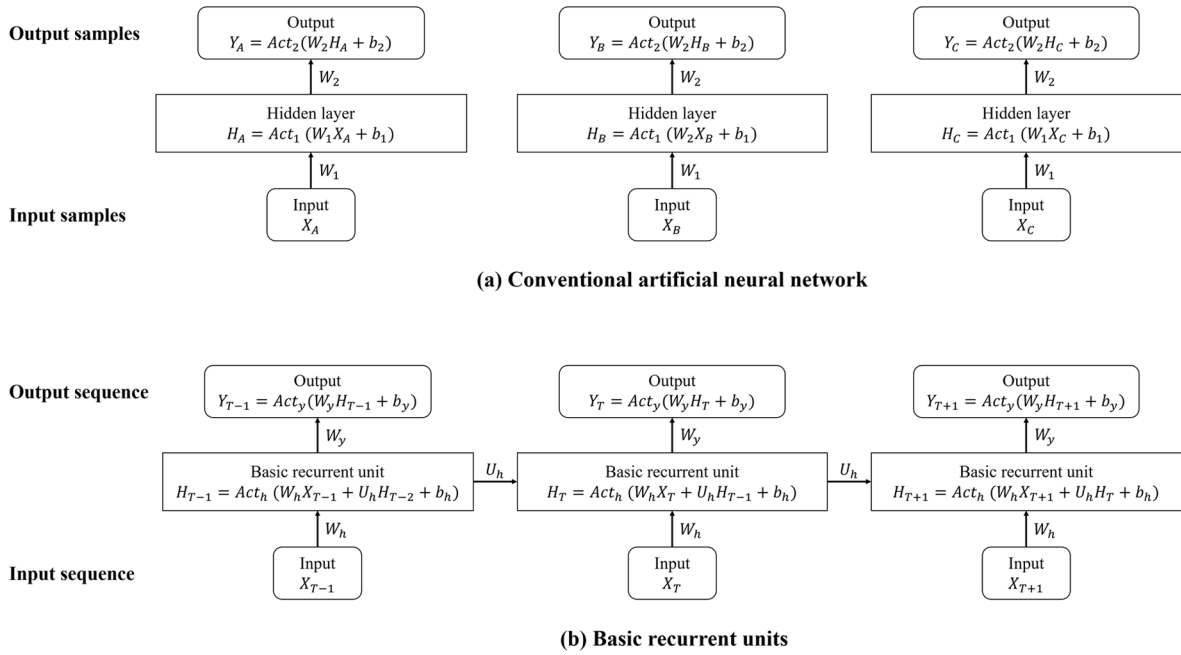 Output samples
Output
Y_A = Act_2(W_2H_A + b_2)
Output
Y_B = Act_2(W_2H_B + b_2)
Output
Y_C = Act_2(W_2H_C + b_2)
W_2
W_2
W_2
Hidden layer
H_A = Act_1 (W_1X_A + b_1)
Hidden layer
H_B = Act_1 (W_2X_B + b_1)
Hidden layer
H_C = Act_1 (W_1X_C + b_1)
W_1
W_1
W_1
Input samples
Input
X_A
Input
X_B
Input
X_C
(a) Conventional artificial neural network
Output sequence
Output
Y_{T−1} = Act_y(W_yH_{T−1} + b_y)
Output
Y_T = Act_y(W_yH_T + b_y)
Output
Y_{T+1} = Act_y(W_yH_{T+1} + b_y)
W_y
W_y
W_y
Basic recurrent unit
H_{T−1} = Act_h (W_hX_{T−1} + U_hH_{T−2} + b_h)
U_h
Basic recurrent unit
H_T = Act_h (W_hX_T + U_hH_{T−1} + b_h)
U_h
Basic recurrent unit
H_{T+1} = Act_h (W_hX_{T+1} + U_hH_T + b_h)
W_h
W_h
W_h
Input sequence
Input
X_{T−1}
Input
X_T
Input
X_{T+1}
(b) Basic recurrent units